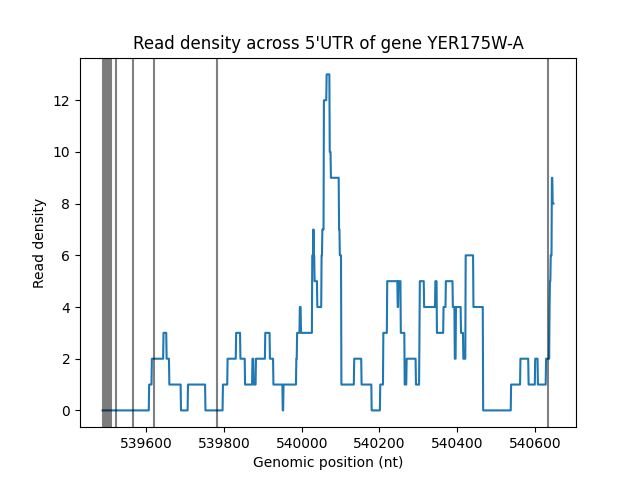 Read density across 5'UTR of gene YER175W-A
12
10
8
6
4
2
0
Read density
539600 539800 540000 540200 540400 540600
Genomic position (nt)